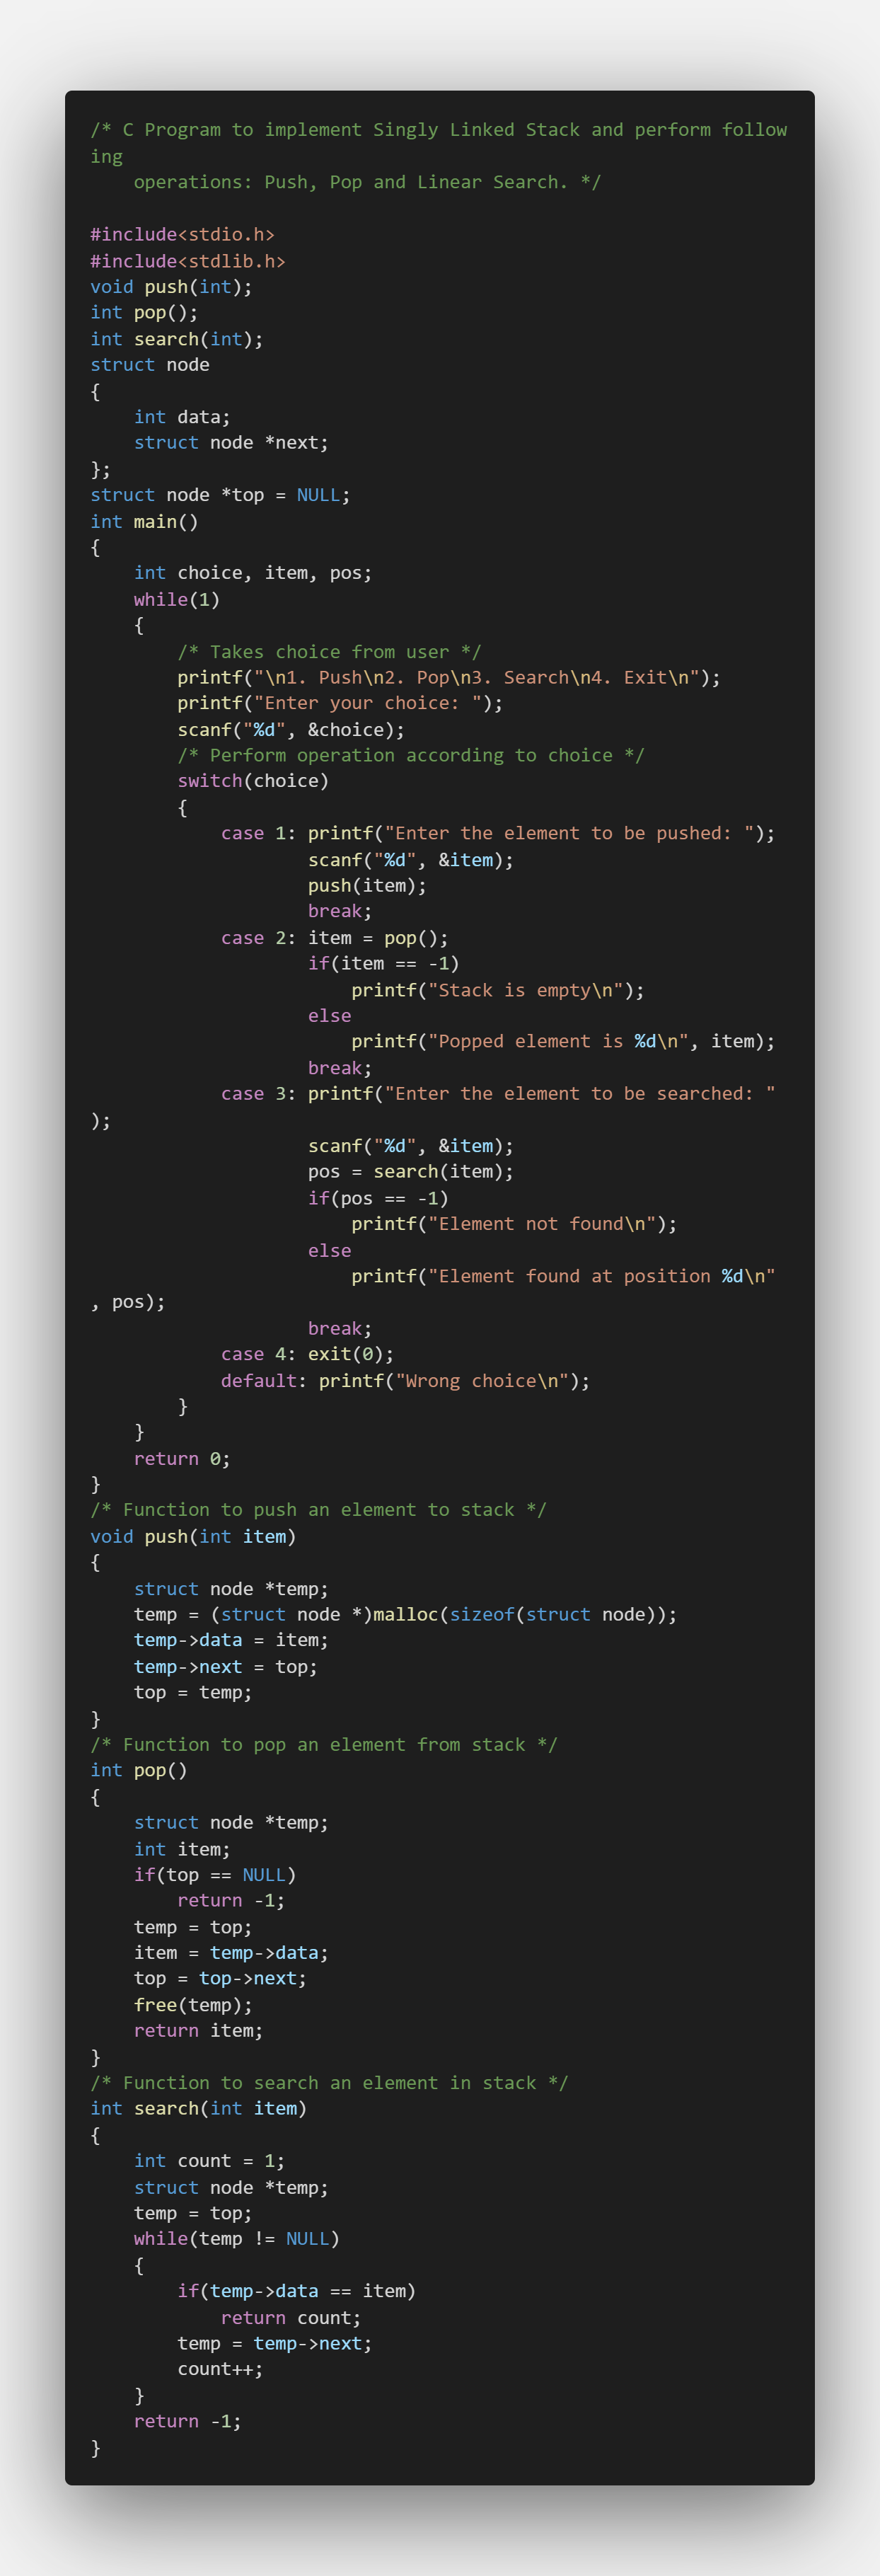 /* C Program to implement Singly Linked Stack and perform follow
ing
    operations: Push, Pop and Linear Search. */

#include<stdio.h>
#include<stdlib.h>
void push(int);
int pop();
int search(int);
struct node
{
    int data;
    struct node *next;
};
struct node *top = NULL;
int main()
{
    int choice, item, pos;
    while(1)
    {
        /* Takes choice from user */
        printf("\n1. Push\n2. Pop\n3. Search\n4. Exit\n");
        printf("Enter your choice: ");
        scanf("%d", &choice);
        /* Perform operation according to choice */
        switch(choice)
        {
            case 1: printf("Enter the element to be pushed: ");
                    scanf("%d", &item);
                    push(item);
                    break;
            case 2: item = pop();
                    if(item == -1)
                        printf("Stack is empty\n");
                    else
                        printf("Popped element is %d\n", item);
                    break;
            case 3: printf("Enter the element to be searched: "
);
                    scanf("%d", &item);
                    pos = search(item);
                    if(pos == -1)
                        printf("Element not found\n");
                    else
                        printf("Element found at position %d\n"
, pos);
                    break;
            case 4: exit(0);
            default: printf("Wrong choice\n");
        }
    }
    return 0;
}
/* Function to push an element to stack */
void push(int item)
{
    struct node *temp;
    temp = (struct node *)malloc(sizeof(struct node));
    temp->data = item;
    temp->next = top;
    top = temp;
}
/* Function to pop an element from stack */
int pop()
{
    struct node *temp;
    int item;
    if(top == NULL)
        return -1;
    temp = top;
    item = temp->data;
    top = top->next;
    free(temp);
    return item;
}
/* Function to search an element in stack */
int search(int item)
{
    int count = 1;
    struct node *temp;
    temp = top;
    while(temp != NULL)
    {
        if(temp->data == item)
            return count;
        temp = temp->next;
        count++;
    }
    return -1;
}